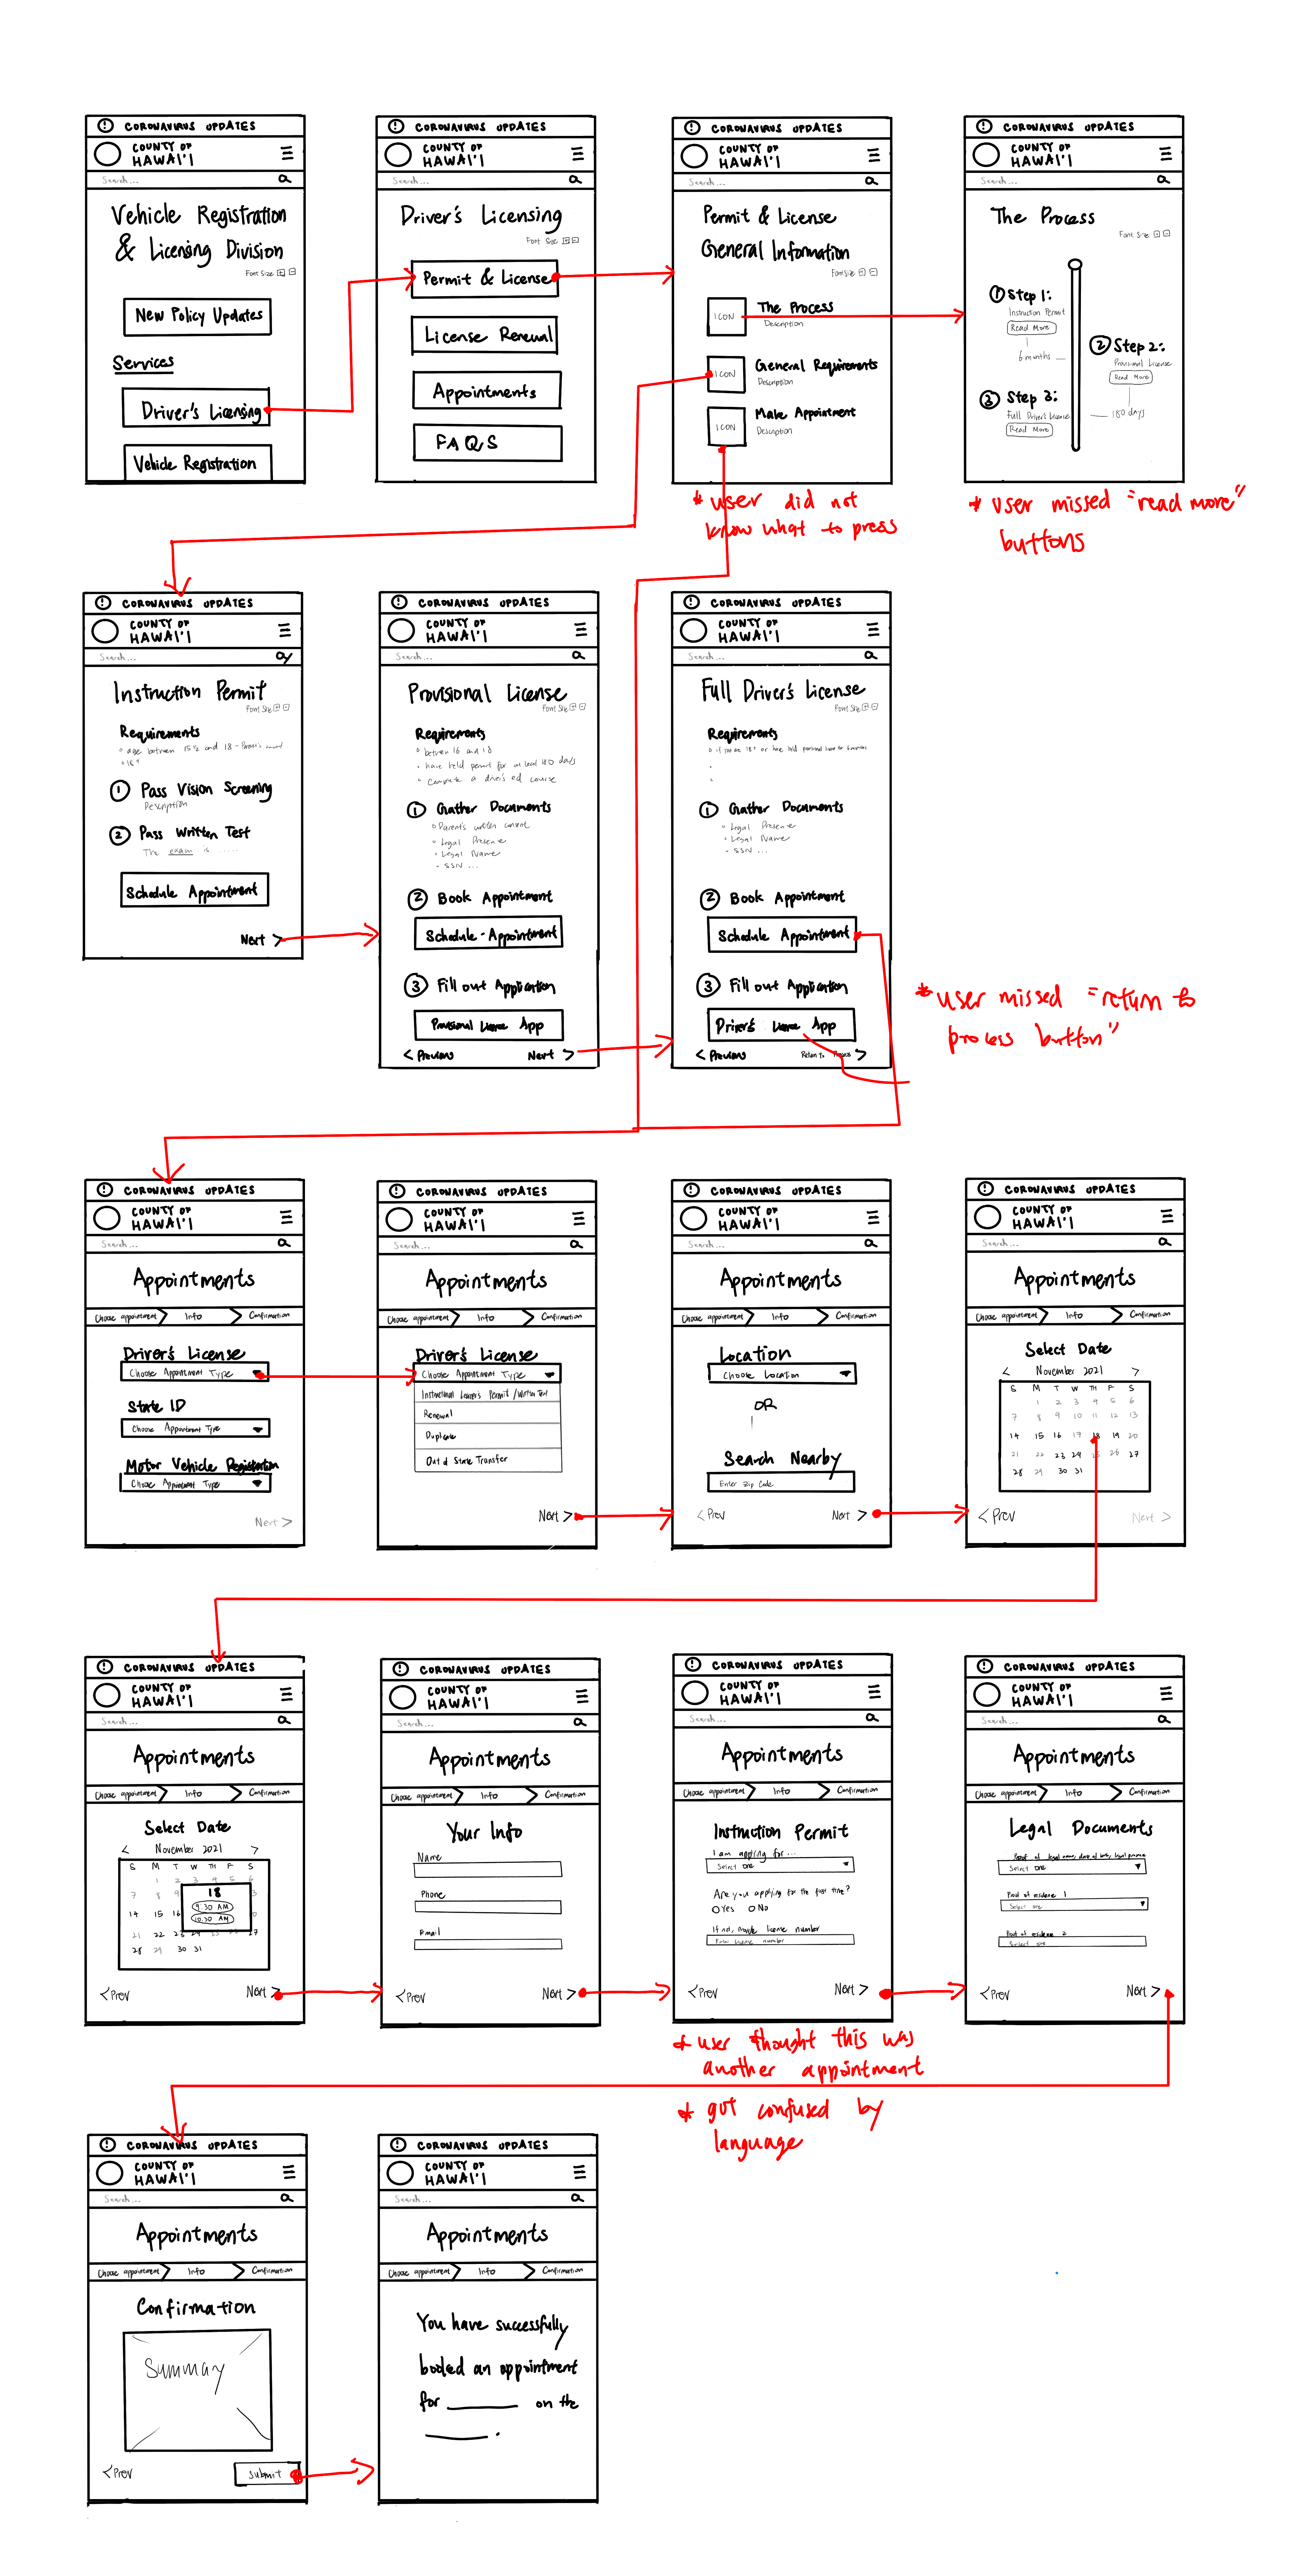 CORONAVIRUS UPDATES
COUNTY OF
HAWAI'I
Search...
Vehicle Registration
& Licensing Division
Font Size + −
New Policy Updates
Services
Driver's Licensing
Vehicle Registration
CORONAVIRUS UPDATES
COUNTY OF
HAWAI'I
Search...
Driver's Licensing
Font Size + −
Permit & License
License Renewal
Appointments
FAQS
CORONAVIRUS UPDATES
COUNTY OF
HAWAI'I
Search...
Permit & License
General Information
Font Size + −
ICON
The Process
Description
ICON
General Requirements
Description
ICON
Make Appointment
Description
* user did not
know what to press
CORONAVIRUS UPDATES
COUNTY OF
HAWAI'I
Search...
The Process
Font Size + −
1 Step 1:
Instruction Permit
Read More
6 months
2 Step 2:
Provisional License
Read More
180 days
3 Step 3:
Full Driver's License
Read More
* user missed "read more"
buttons
CORONAVIRUS UPDATES
COUNTY OF
HAWAI'I
Search...
Instruction Permit
Font Size + −
Requirements
age between 15 1/2 and 18 - Parent's
18+
1 Pass Vision Screening
Description
2 Pass Written Test
The exam is ......
Schedule Appointment
Next >
CORONAVIRUS UPDATES
COUNTY OF
HAWAI'I
Search...
Provisional License
Font Size + −
Requirements
between 16 and 18
have held permit for at least 180 days
Complete a driver's ed course
1 Gather Documents
Parent's written consent
Legal Presence
Legal Name
SSN ...
2 Book Appointment
Schedule Appointment
3 Fill out Application
Provisional License App
< Previous
Next >
CORONAVIRUS UPDATES
COUNTY OF
HAWAI'I
Search...
Full Driver's License
Font Size + −
Requirements
if you are 18+ or have held provisional license for 6 months
1 Gather Documents
Legal Presence
Legal Name
SSN ...
2 Book Appointment
Schedule Appointment
3 Fill out Application
Driver's License App
< Previous
Return to Process >
* user missed "return to
process button"
CORONAVIRUS UPDATES
COUNTY OF
HAWAI'I
Search...
Appointments
Choose appointment > Info > Confirmation
Driver's License
Choose Appointment Type
State ID
Choose Appointment Type
Motor Vehicle Registration
Choose Appointment Type
Next >
CORONAVIRUS UPDATES
COUNTY OF
HAWAI'I
Search...
Appointments
Choose appointment > Info > Confirmation
Driver's License
Choose Appointment Type
Instructional Learner's Permit / Written Test
Renewal
Duplicate
Out of State Transfer
Next >
CORONAVIRUS UPDATES
COUNTY OF
HAWAI'I
Search...
Appointments
Choose appointment > Info > Confirmation
Location
Choose Location
OR
Search Nearby
Enter Zip Code
< Prev
Next >
CORONAVIRUS UPDATES
COUNTY OF
HAWAI'I
Search...
Appointments
Choose appointment > Info > Confirmation
Select Date
< November 2021 >
S M T W TH F S
1 2 3 4 5 6
7 8 9 10 11 12 13
14 15 16 17 18 19 20
21 22 23 24 25 26 27
28 29 30 31
< Prev
Next >
CORONAVIRUS UPDATES
COUNTY OF
HAWAI'I
Search...
Appointments
Choose appointment > Info > Confirmation
Select Date
< November 2021 >
S M T W TH F S
1 2 3 4 5 6
7 8 9 18 13
14 15 16 9:30 AM
10:30 AM
21 22 23 24 25 26 27
28 29 30 31
< Prev
Next >
CORONAVIRUS UPDATES
COUNTY OF
HAWAI'I
Search...
Appointments
Choose appointment > Info > Confirmation
Your Info
Name
Phone
Email
< Prev
Next >
CORONAVIRUS UPDATES
COUNTY OF
HAWAI'I
Search...
Appointments
Choose appointment > Info > Confirmation
Instruction Permit
I am applying for ...
Select one
Are you applying for the first time?
Yes No
If not, provide license number
Enter license number
< Prev
Next >
* user thought this was
another appointment
* got confused by
language
CORONAVIRUS UPDATES
COUNTY OF
HAWAI'I
Search...
Appointments
Choose appointment > Info > Confirmation
Legal Documents
Proof of legal name, date of birth, legal presence
Select one
Proof of residence 1
Select one
Proof of residence 2
Select one
< Prev
Next >
CORONAVIRUS UPDATES
COUNTY OF
HAWAI'I
Search...
Appointments
Choose appointment > Info > Confirmation
Confirmation
Summary
< Prev
Submit
CORONAVIRUS UPDATES
COUNTY OF
HAWAI'I
Search...
Appointments
Choose appointment > Info > Confirmation
You have successfully
booked an appointment
for ______ on the
______.